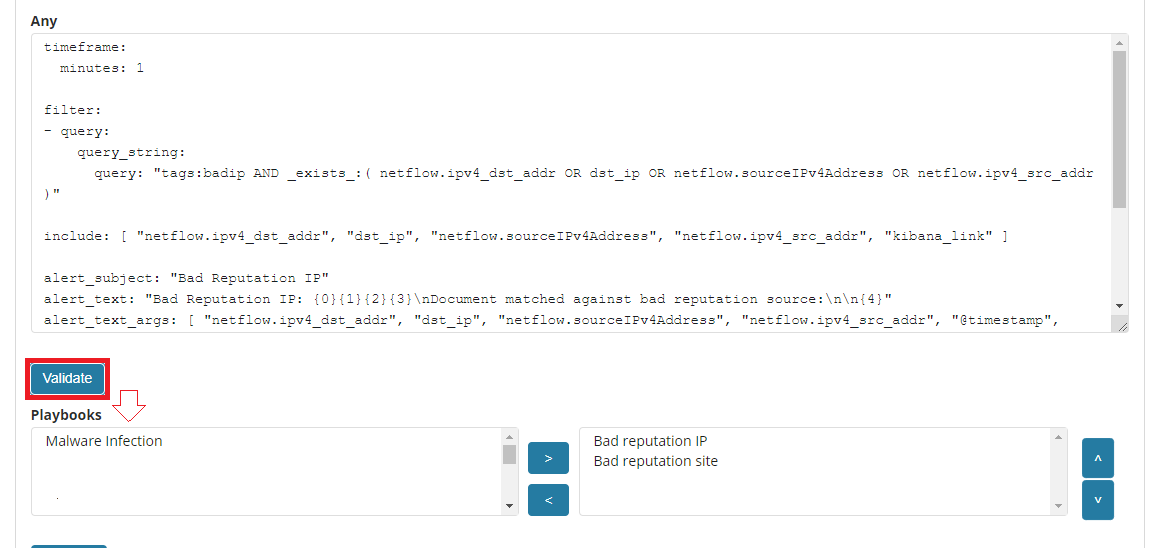 Any
timeframe:
  minutes: 1

filter:
- query:
    query_string:
      query: "tags:badip AND _exists_:( netflow.ipv4_dst_addr OR dst_ip OR netflow.sourceIPv4Address OR netflow.ipv4_src_addr
)"

include: [ "netflow.ipv4_dst_addr", "dst_ip", "netflow.sourceIPv4Address", "netflow.ipv4_src_addr", "kibana_link" ]

alert_subject: "Bad Reputation IP"
alert_text: "Bad Reputation IP: {0}{1}{2}{3}\nDocument matched against bad reputation source:\n\n{4}"
alert_text_args: [ "netflow.ipv4_dst_addr", "dst_ip", "netflow.sourceIPv4Address", "netflow.ipv4_src_addr", "@timestamp",
Validate
Playbooks
Malware Infection
>
<
Bad reputation IP
Bad reputation site
^
v